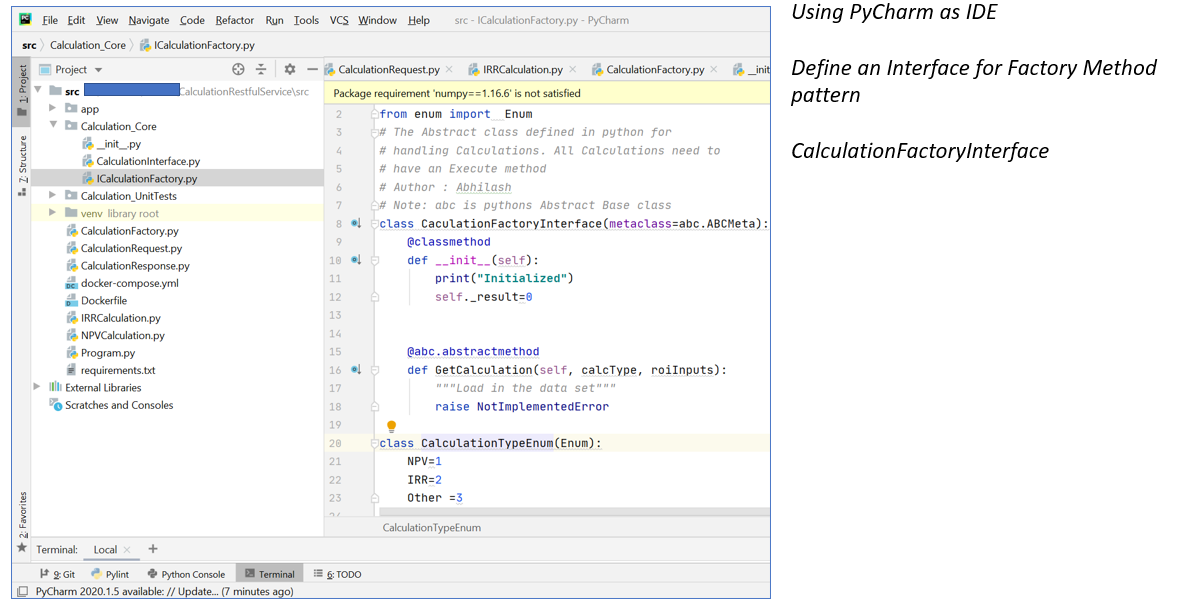 File Edit View Navigate Code Refactor Run Tools VCS Window Help src - ICalculationFactory.py - PyCharm
src Calculation_Core ICalculationFactory.py
1: Project
7: Structure
2: Favorites
Project
src CalculationRestfulService\src
app
Calculation_Core
__init__.py
CalculationInterface.py
ICalculationFactory.py
Calculation_UnitTests
venv library root
CalculationFactory.py
CalculationRequest.py
CalculationResponse.py
docker-compose.yml
Dockerfile
IRRCalculation.py
NPVCalculation.py
Program.py
requirements.txt
External Libraries
Scratches and Consoles
CalculationRequest.py IRRCalculation.py CalculationFactory.py __init
Package requirement 'numpy==1.16.6' is not satisfied
2 from enum import Enum
3 # The Abstract class defined in python for
4 # handling Calculations. All Calculations need to
5 # have an Execute method
6 # Author : Abhilash
7 # Note: abc is pythons Abstract Base class
8 class CaculationFactoryInterface(metaclass=abc.ABCMeta):
9 @classmethod
10 def __init__(self):
11 print("Initialized")
12 self._result=0
13
14
15 @abc.abstractmethod
16 def GetCalculation(self, calcType, roiInputs):
17 """Load in the data set"""
18 raise NotImplementedError
19
20 class CalculationTypeEnum(Enum):
21 NPV=1
22 IRR=2
23 Other =3
24
CalculationTypeEnum
Terminal: Local +
9: Git Pylint Python Console Terminal 6: TODO
PyCharm 2020.1.5 available: // Update... (7 minutes ago)
Using PyCharm as IDE
Define an Interface for Factory Method
pattern
CalculationFactoryInterface